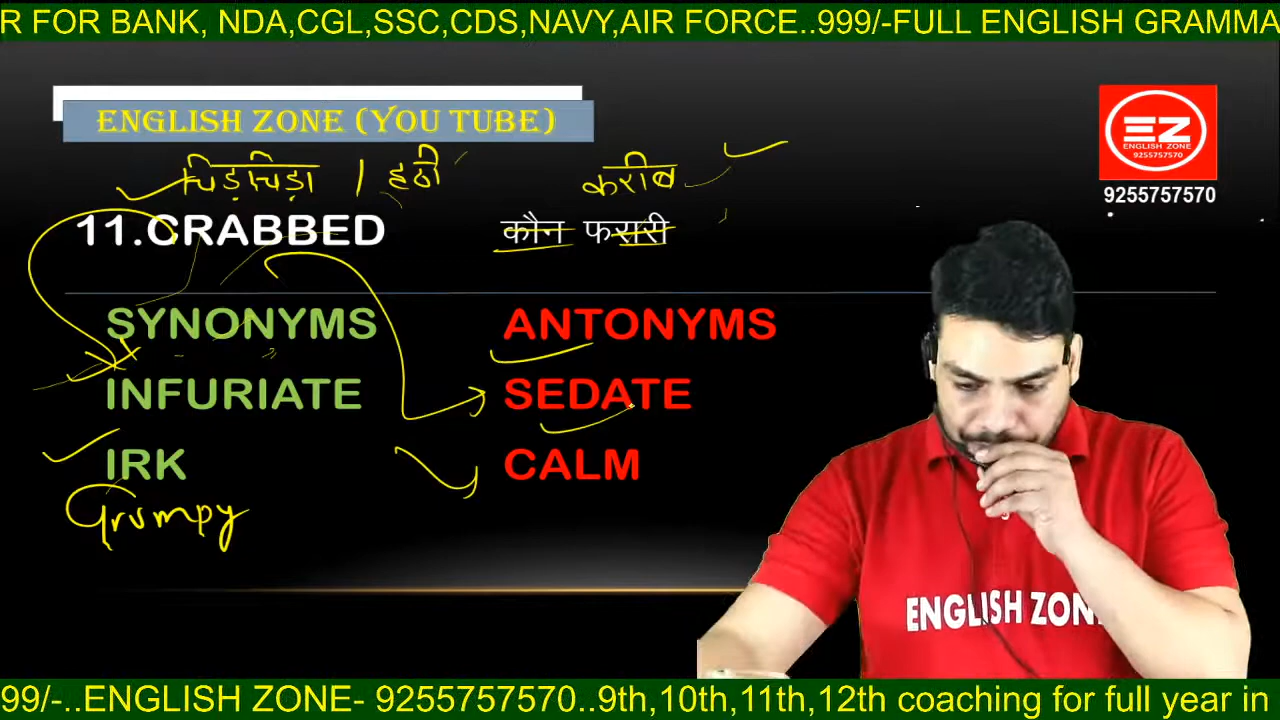 R FOR BANK, NDA,CGL,SSC,CDS,NAVY,AIR FORCE..999/-FULL ENGLISH GRAMMA
ENGLISH ZONE (YOU TUBE)
EZ
ENGLISH ZONE
9255757570
9255757570
चिड़चिड़ा / हठी
करीब
11.CRABBED
कौन फसारी
SYNONYMS
ANTONYMS
INFURIATE
SEDATE
IRK
CALM
Grumpy
ENGLISH ZON
99/-..ENGLISH ZONE- 9255757570..9th,10th,11th,12th coaching for full year in